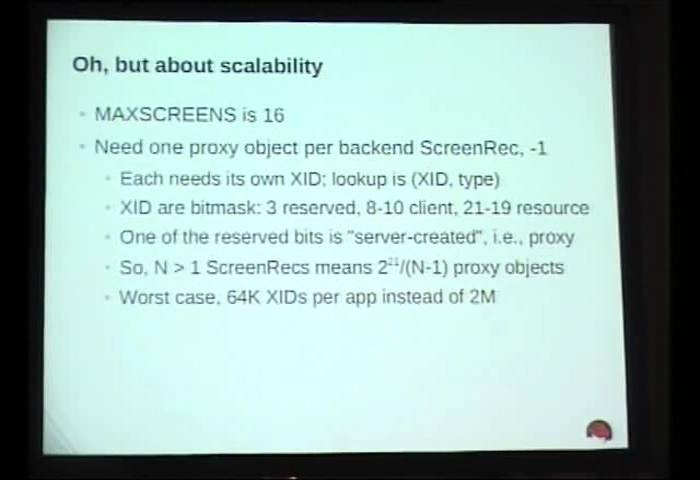 Oh, but about scalability
MAXSCREENS is 16
Need one proxy object per backend ScreenRec, -1
Each needs its own XID; lookup is (XID, type)
XID are bitmask: 3 reserved, 8-10 client, 21-19 resource
One of the reserved bits is "server-created", i.e., proxy
So, N > 1 ScreenRecs means 2²¹/(N-1) proxy objects
Worst case, 64K XIDs per app instead of 2M